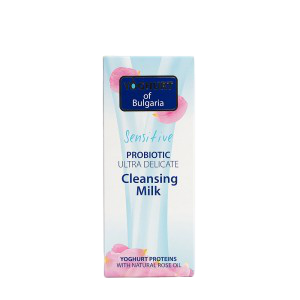 of
Bulgaria
Sensitive
PROBIOTIC
ULTRA DELICATE
Cleansing
Milk
YOGHURT PROTEINS
WITH NATURAL ROSE OIL